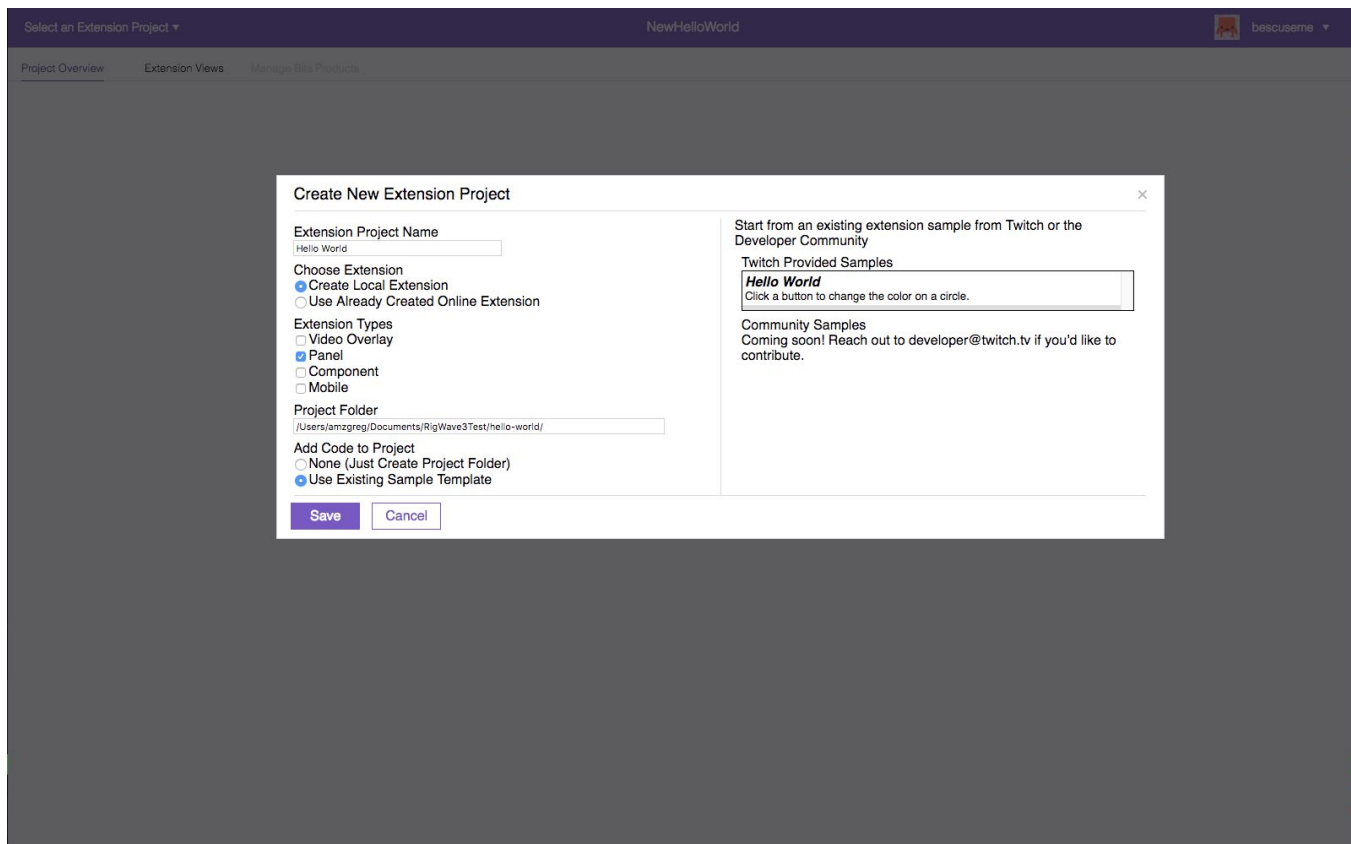 Select an Extension Project ▾
NewHelloWorld
bescuseme ▾
Project Overview
Extension Views
Manage Bits Products
Create New Extension Project
×
Extension Project Name
Hello World
Choose Extension
Create Local Extension
Use Already Created Online Extension
Extension Types
Video Overlay
Panel
Component
Mobile
Project Folder
/Users/amzgreg/Documents/RigWave3Test/hello-world/
Add Code to Project
None (Just Create Project Folder)
Use Existing Sample Template
Start from an existing extension sample from Twitch or the
Developer Community
Twitch Provided Samples
Hello World
Click a button to change the color on a circle.
Community Samples
Coming soon! Reach out to developer@twitch.tv if you'd like to
contribute.
Save
Cancel